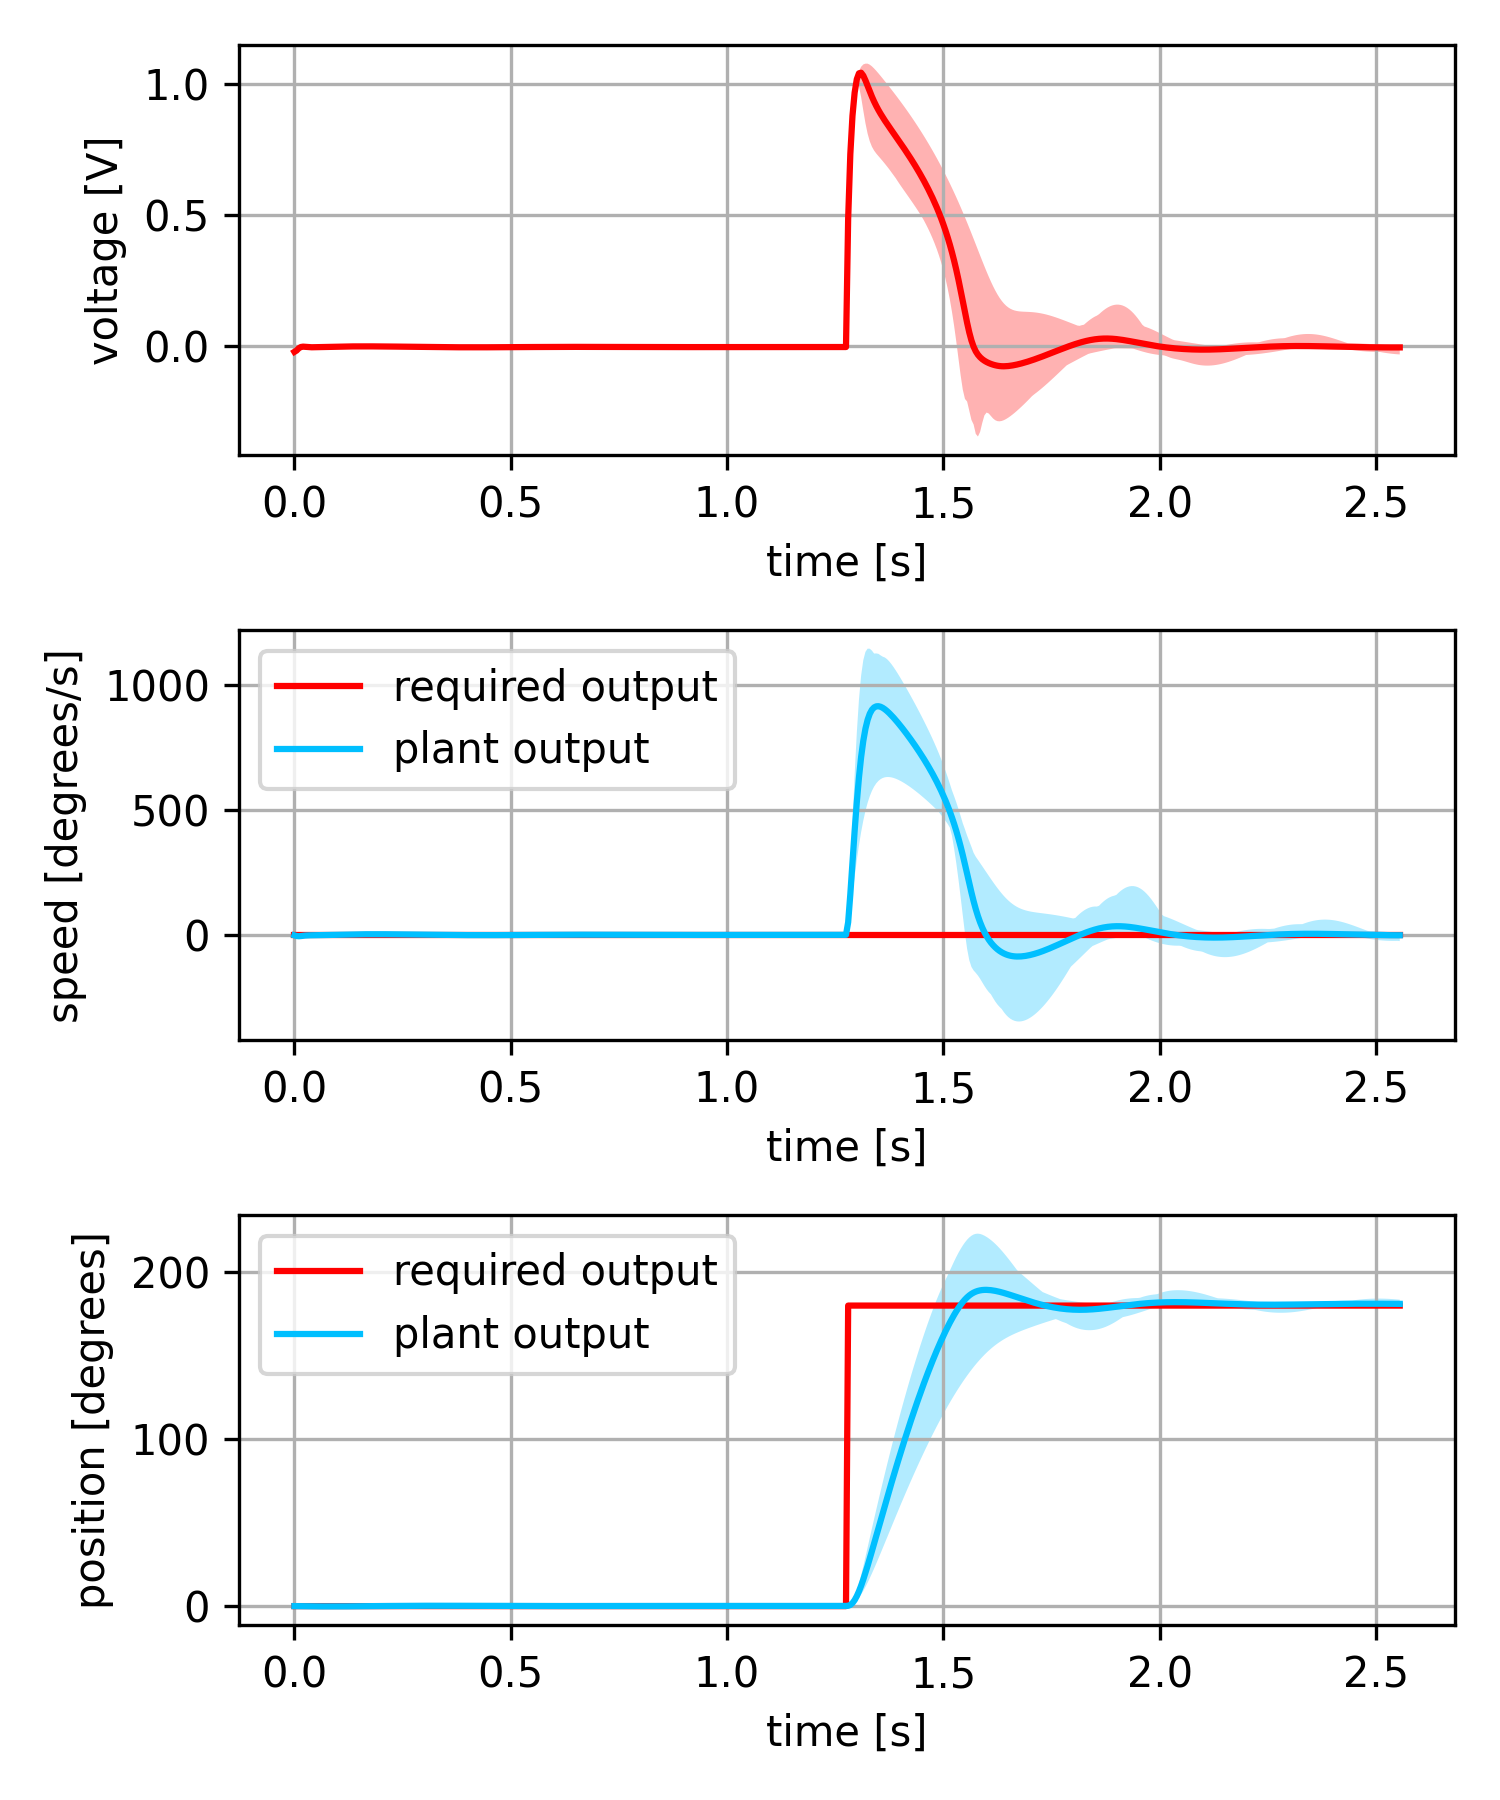 voltage [V]
1.0
0.5
0.0
0.0 0.5 1.0 1.5 2.0 2.5
time [s]
speed [degrees/s]
1000
500
0
required output
plant output
0.0 0.5 1.0 1.5 2.0 2.5
time [s]
position [degrees]
200
100
0
required output
plant output
0.0 0.5 1.0 1.5 2.0 2.5
time [s]